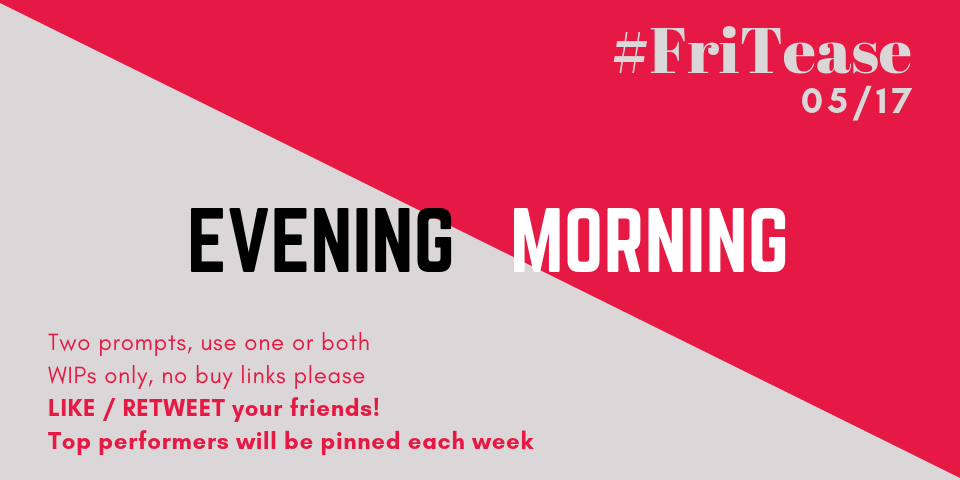 #FriTease
05/17
EVENING MORNING
Two prompts, use one or both
WIPs only, no buy links please
LIKE / RETWEET your friends!
Top performers will be pinned each week